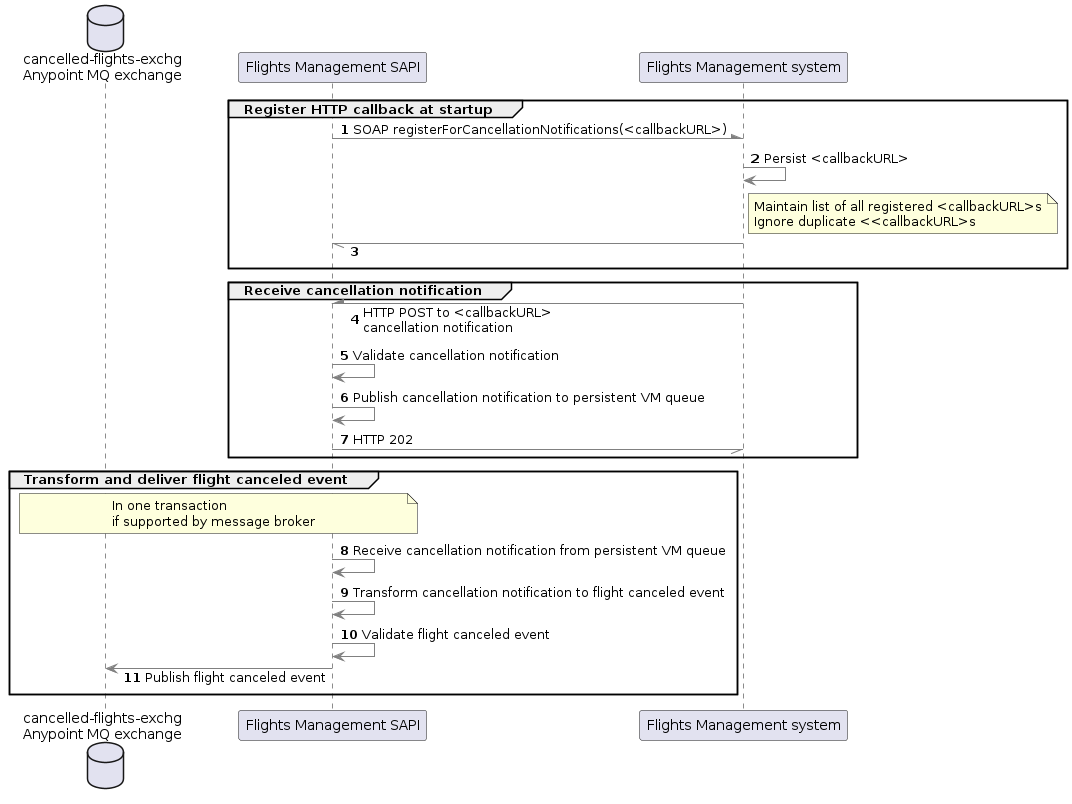 cancelled-flights-exchg
Anypoint MQ exchange
Flights Management SAPI
Flights Management system
Register HTTP callback at startup
1 SOAP registerForCancellationNotifications(<callbackURL>)
2 Persist <callbackURL>
Maintain list of all registered <callbackURL>s
Ignore duplicate <<callbackURL>s
3
Receive cancellation notification
4 HTTP POST to <callbackURL>
cancellation notification
5 Validate cancellation notification
6 Publish cancellation notification to persistent VM queue
7 HTTP 202
Transform and deliver flight canceled event
In one transaction
if supported by message broker
8 Receive cancellation notification from persistent VM queue
9 Transform cancellation notification to flight canceled event
10 Validate flight canceled event
11 Publish flight canceled event
cancelled-flights-exchg
Anypoint MQ exchange
Flights Management SAPI
Flights Management system